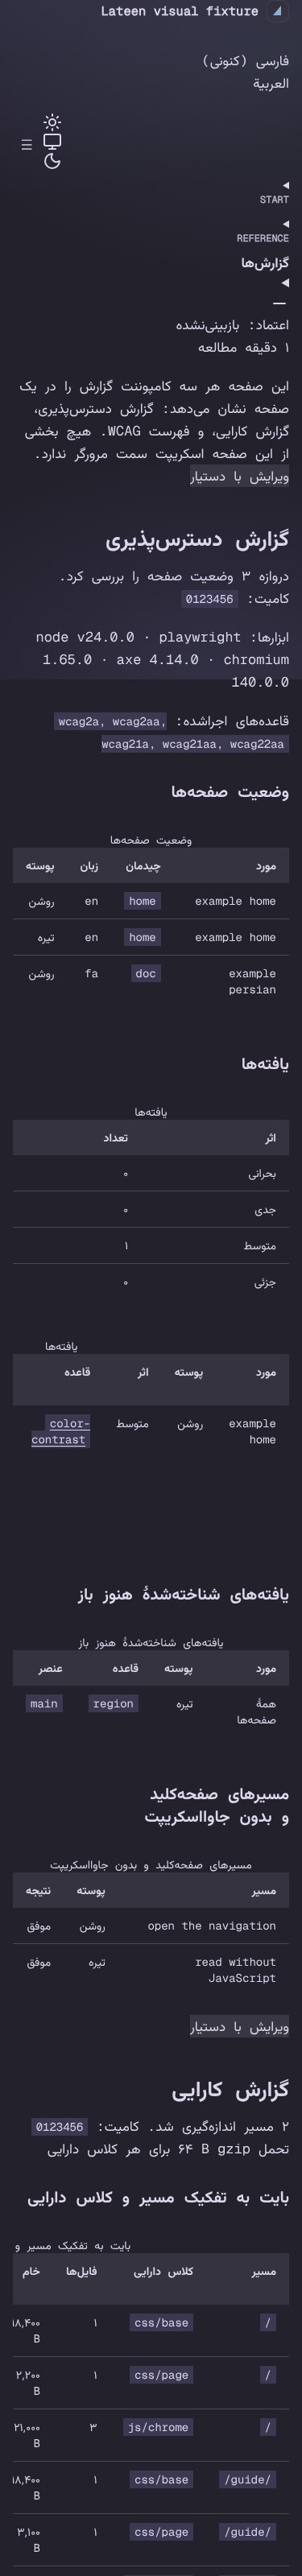 Lateen visual fixture
فارسی (کنونی)
العربية
START
REFERENCE
گزارش‌ها
اعتماد: بازبینی‌نشده
۱ دقیقه مطالعه
این صفحه هر سه کامپوننت گزارش را در یک
صفحه نشان می‌دهد: گزارش دسترس‌پذیری،
گزارش کارایی، و فهرست WCAG. هیچ بخشی
از این صفحه اسکریپت سمت مرورگر ندارد.
ویرایش با دستیار
گزارش دسترس‌پذیری
دروازه ۳ وضعیت صفحه را بررسی کرد.
کامیت: 0123456
ابزارها: node v24.0.0 · playwright
1.65.0 · axe 4.14.0 · chromium
140.0.0
قاعده‌های اجراشده: wcag2a, wcag2aa,
wcag21a, wcag21aa, wcag22aa
وضعیت صفحه‌ها
وضعیت صفحه‌ها
مورد چیدمان زبان پوسته
example home home en روشن
example home home en تیره
example persian doc fa روشن
یافته‌ها
یافته‌ها
اثر تعداد
بحرانی ۰
جدی ۰
متوسط ۱
جزئی ۰
یافته‌ها
مورد پوسته اثر قاعده
example home روشن متوسط color-contrast
یافته‌های شناخته‌شدهٔ هنوز باز
یافته‌های شناخته‌شدهٔ هنوز باز
مورد پوسته قاعده عنصر
همهٔ صفحه‌ها تیره region main
مسیرهای صفحه‌کلید
و بدون جاوااسکریپت
مسیرهای صفحه‌کلید و بدون جاوااسکریپت
مسیر پوسته نتیجه
open the navigation روشن موفق
read without JavaScript تیره موفق
ویرایش با دستیار
گزارش کارایی
۲ مسیر اندازه‌گیری شد. کامیت: 0123456
تحمل ۶۴ B gzip برای هر کلاس دارایی
بایت به تفکیک مسیر و کلاس دارایی
بایت به تفکیک مسیر و
مسیر کلاس دارایی فایل‌ها خام
/ css/base ۱ ۱۸٬۴۰۰ B
/ css/page ۱ ۲٬۲۰۰ B
/ js/chrome ۳ ۲۱٬۰۰۰ B
/guide/ css/base ۱ ۱۸٬۴۰۰ B
/guide/ css/page ۱ ۳٬۱۰۰ B